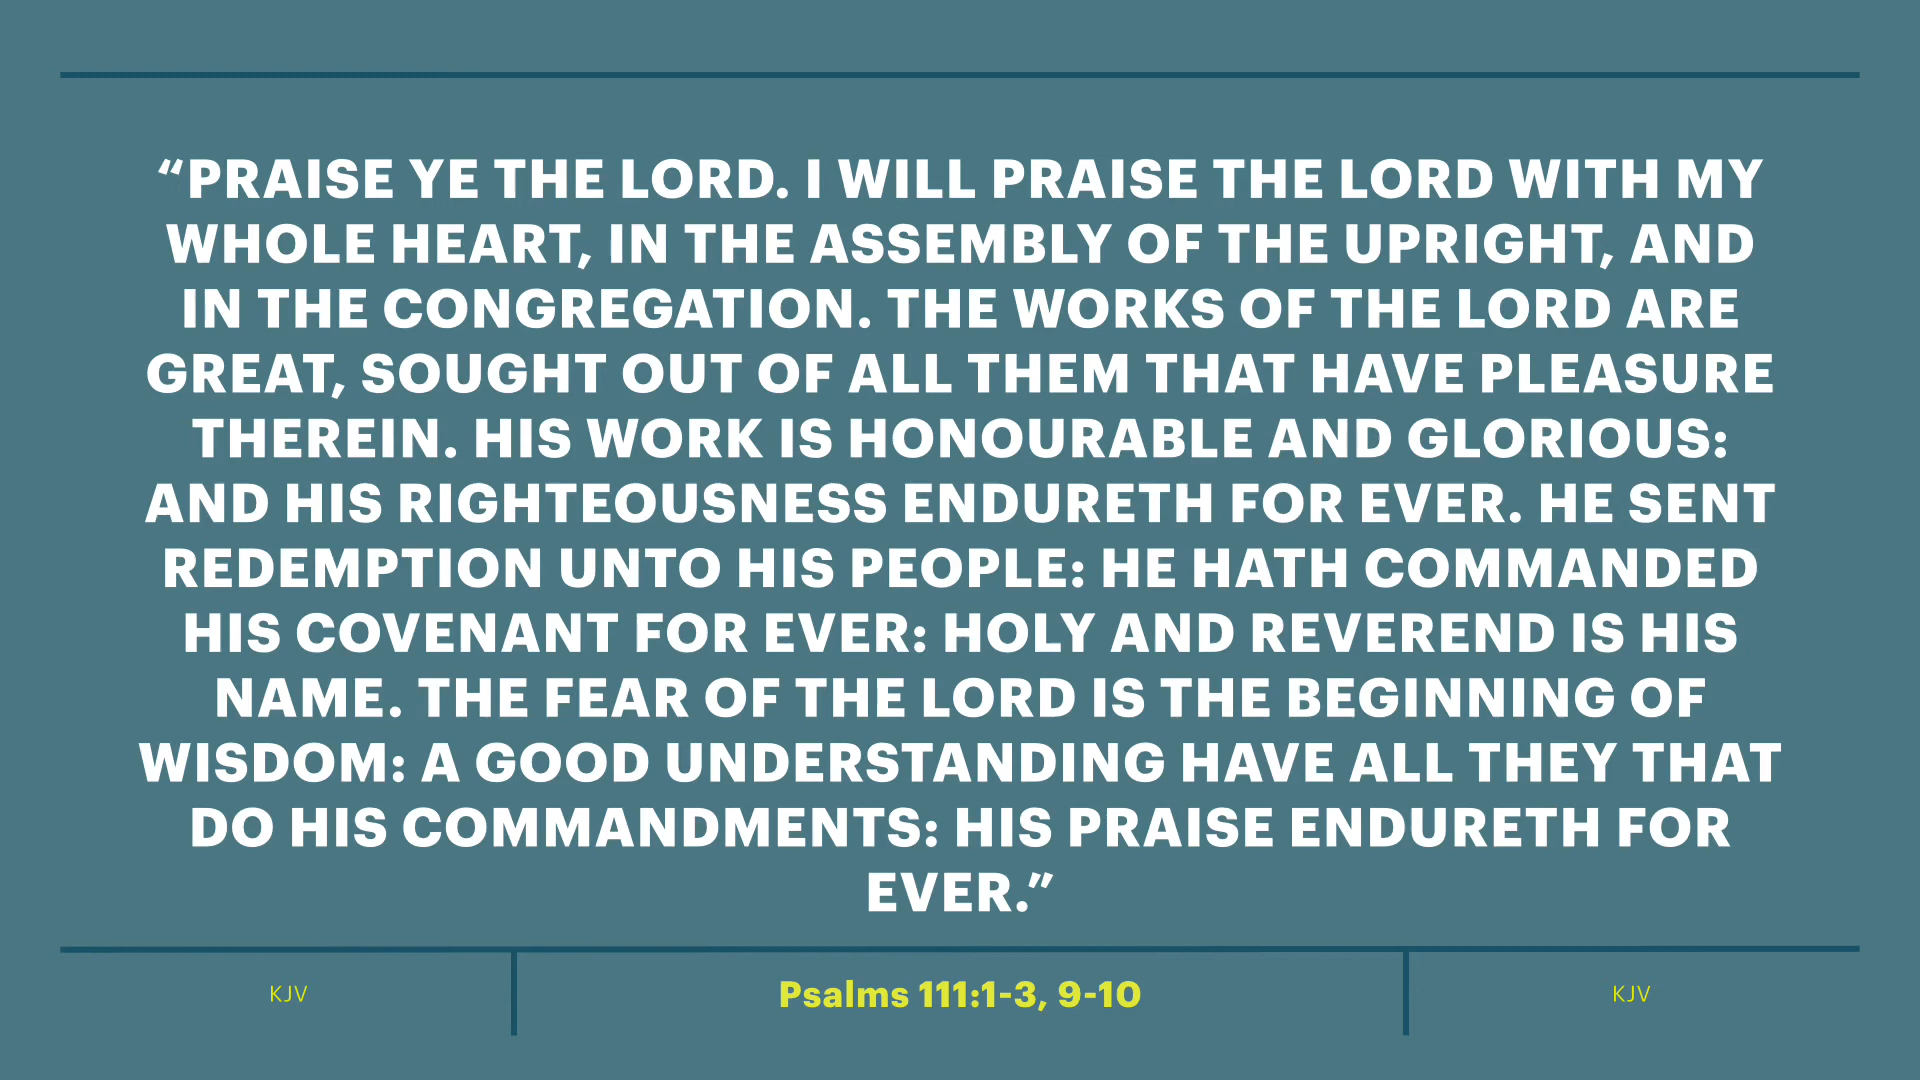 “PRAISE YE THE LORD. I WILL PRAISE THE LORD WITH MY
WHOLE HEART, IN THE ASSEMBLY OF THE UPRIGHT, AND
IN THE CONGREGATION. THE WORKS OF THE LORD ARE
GREAT, SOUGHT OUT OF ALL THEM THAT HAVE PLEASURE
THEREIN. HIS WORK IS HONOURABLE AND GLORIOUS:
AND HIS RIGHTEOUSNESS ENDURETH FOR EVER. HE SENT
REDEMPTION UNTO HIS PEOPLE: HE HATH COMMANDED
HIS COVENANT FOR EVER: HOLY AND REVEREND IS HIS
NAME. THE FEAR OF THE LORD IS THE BEGINNING OF
WISDOM: A GOOD UNDERSTANDING HAVE ALL THEY THAT
DO HIS COMMANDMENTS: HIS PRAISE ENDURETH FOR
EVER.”
KJV
Psalms 111:1-3, 9-10
KJV